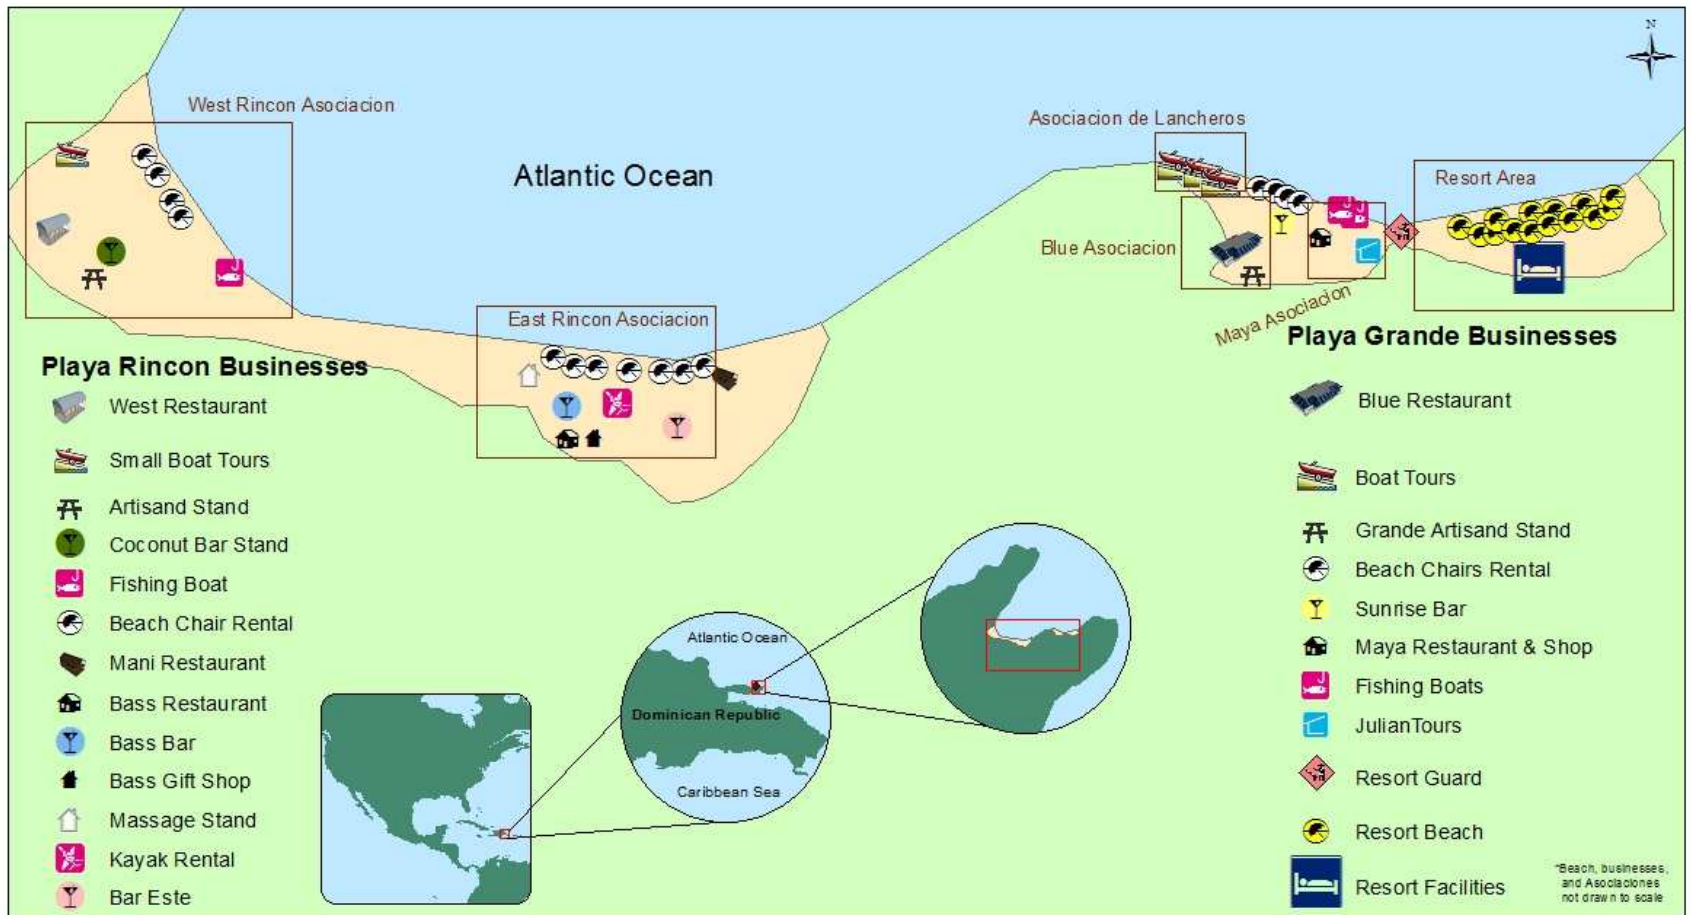 N
West Rincon Asociacion
Asociacion de Lancheros
Atlantic Ocean
Resort Area
Blue Asociacion
East Rincon Asociacion
Maya Asociacion
Playa Rincon Businesses
West Restaurant
Small Boat Tours
Artisand Stand
Coconut Bar Stand
Fishing Boat
Beach Chair Rental
Mani Restaurant
Bass Restaurant
Bass Bar
Bass Gift Shop
Massage Stand
Kayak Rental
Bar Este
Atlantic Ocean
Dominican Republic
Caribbean Sea
Playa Grande Businesses
Blue Restaurant
Boat Tours
Grande Artisand Stand
Beach Chairs Rental
Sunrise Bar
Maya Restaurant & Shop
Fishing Boats
JulianTours
Resort Guard
Resort Beach
Resort Facilities
*Beach, businesses,
and Asociaciones
not drawn to scale